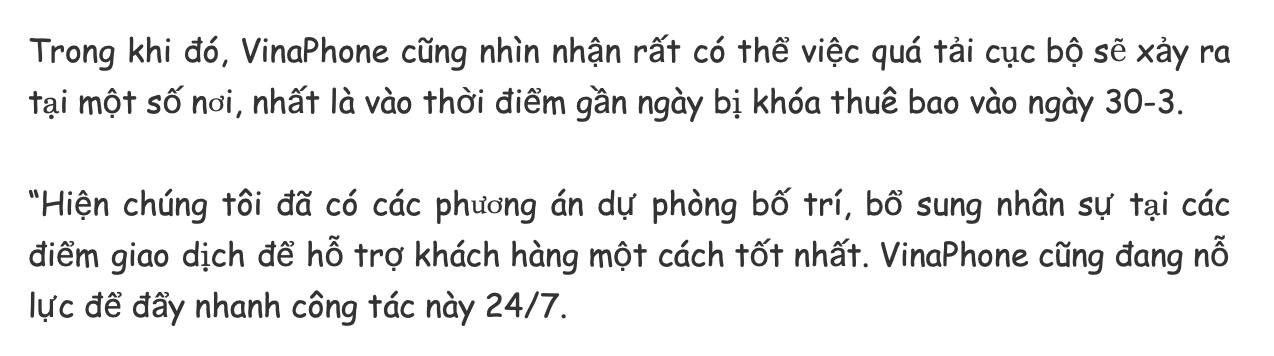 Trong khi đó, VinaPhone cũng nhìn nhận rất có thể việc quá tải cục bộ sẽ xảy ra
tại một số nơi, nhất là vào thời điểm gần ngày bị khóa thuê bao vào ngày 30-3.
“Hiện chúng tôi đã có các phương án dự phòng bố trí, bổ sung nhân sự tại các
điểm giao dịch để hỗ trợ khách hàng một cách tốt nhất. VinaPhone cũng đang nỗ
lực để đẩy nhanh công tác này 24/7.